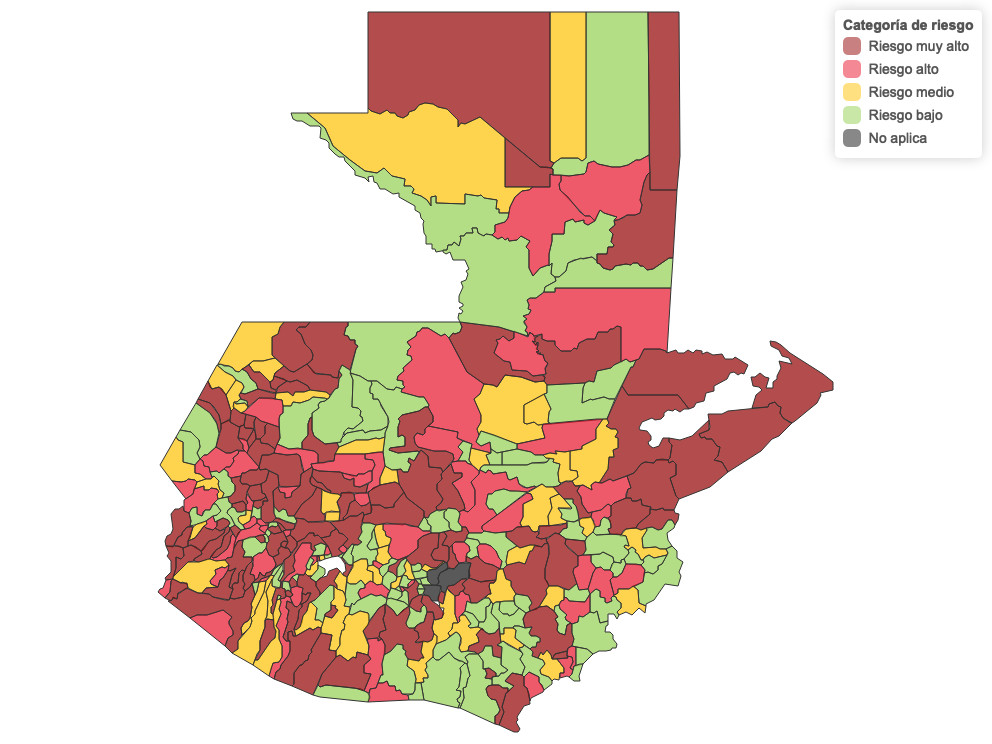 Categoría de riesgo
Riesgo muy alto
Riesgo alto
Riesgo medio
Riesgo bajo
No aplica